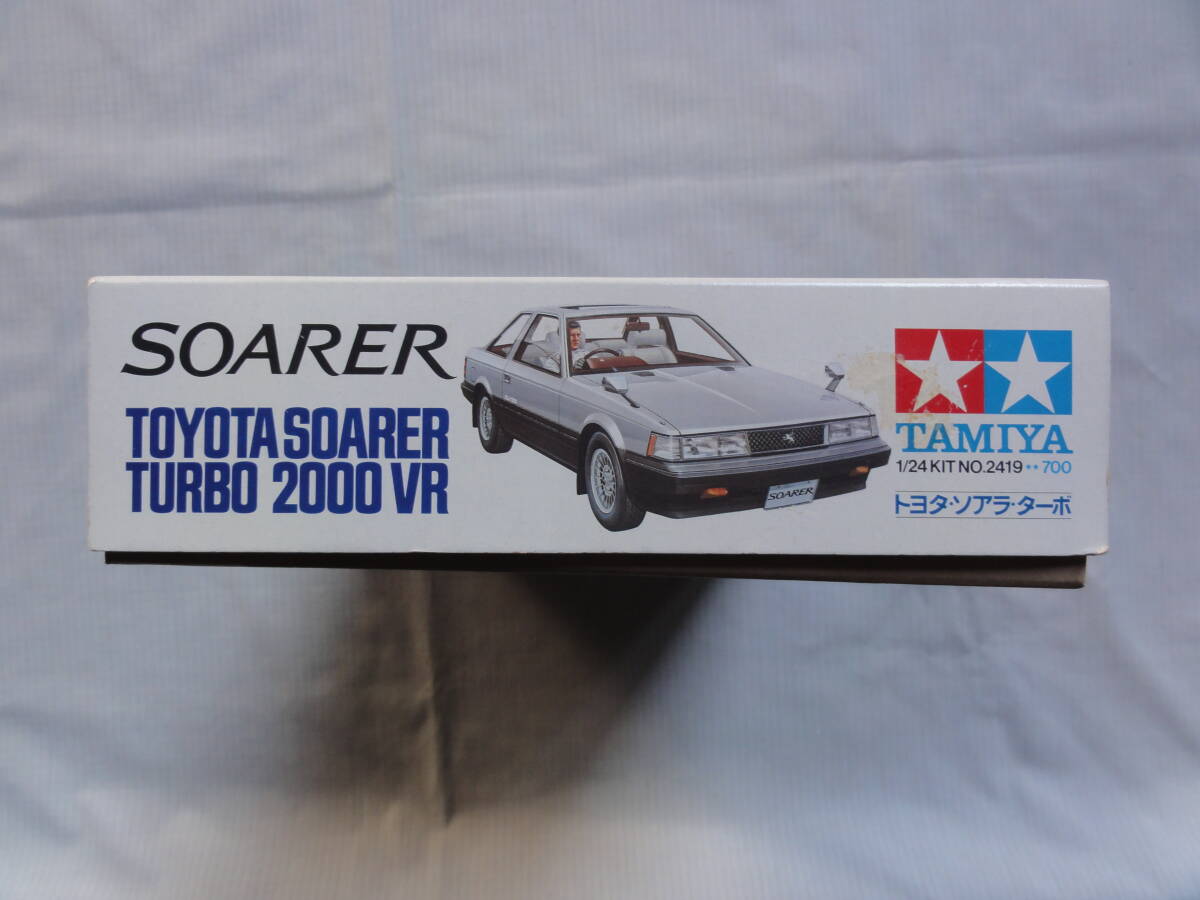 SOARER
TOYOTA SOARER
TURBO 2000 VR
SOARER
TAMIYA
1/24 KIT NO.2419 ** 700
トヨタ・ソアラ・ターボ